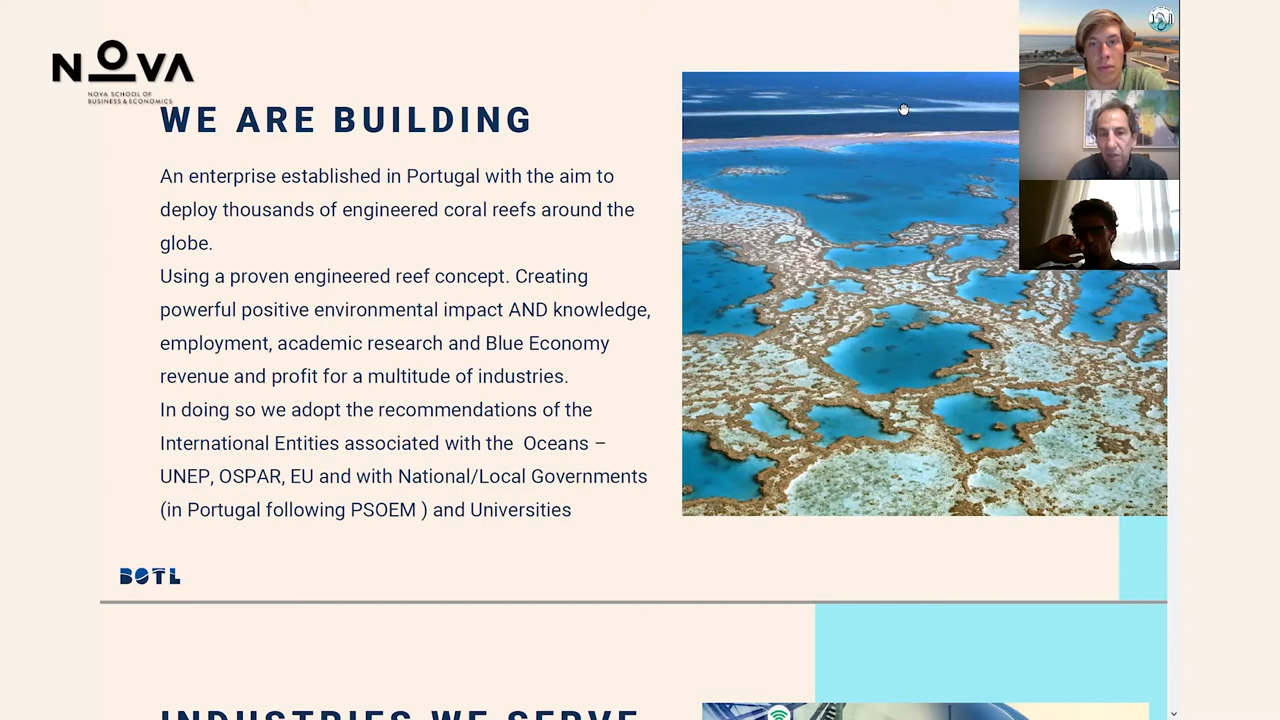 NOVA
NOVA SCHOOL OF
BUSINESS & ECONOMICS
WE ARE BUILDING
An enterprise established in Portugal with the aim to
deploy thousands of engineered coral reefs around the
globe.
Using a proven engineered reef concept. Creating
powerful positive environmental impact AND knowledge,
employment, academic research and Blue Economy
revenue and profit for a multitude of industries.
In doing so we adopt the recommendations of the
International Entities associated with the Oceans –
UNEP, OSPAR, EU and with National/Local Governments
(in Portugal following PSOEM ) and Universities
BOTL
INDUSTRIES WE SERVE